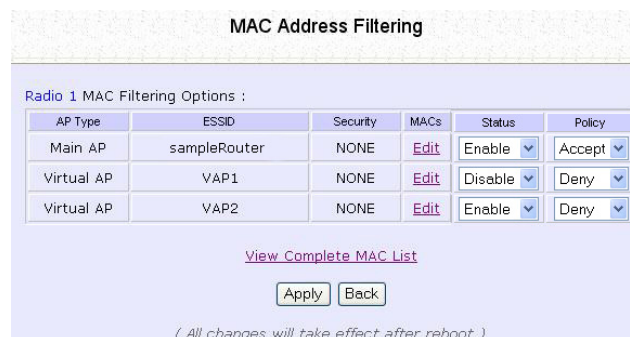 MAC Address Filtering
Radio 1 MAC Filtering Options :
AP Type ESSID Security MACs Status Policy
Main AP sampleRouter NONE Edit Enable Accept
Virtual AP VAP1 NONE Edit Disable Deny
Virtual AP VAP2 NONE Edit Enable Deny
View Complete MAC List
Apply Back
( All changes will take effect after reboot )